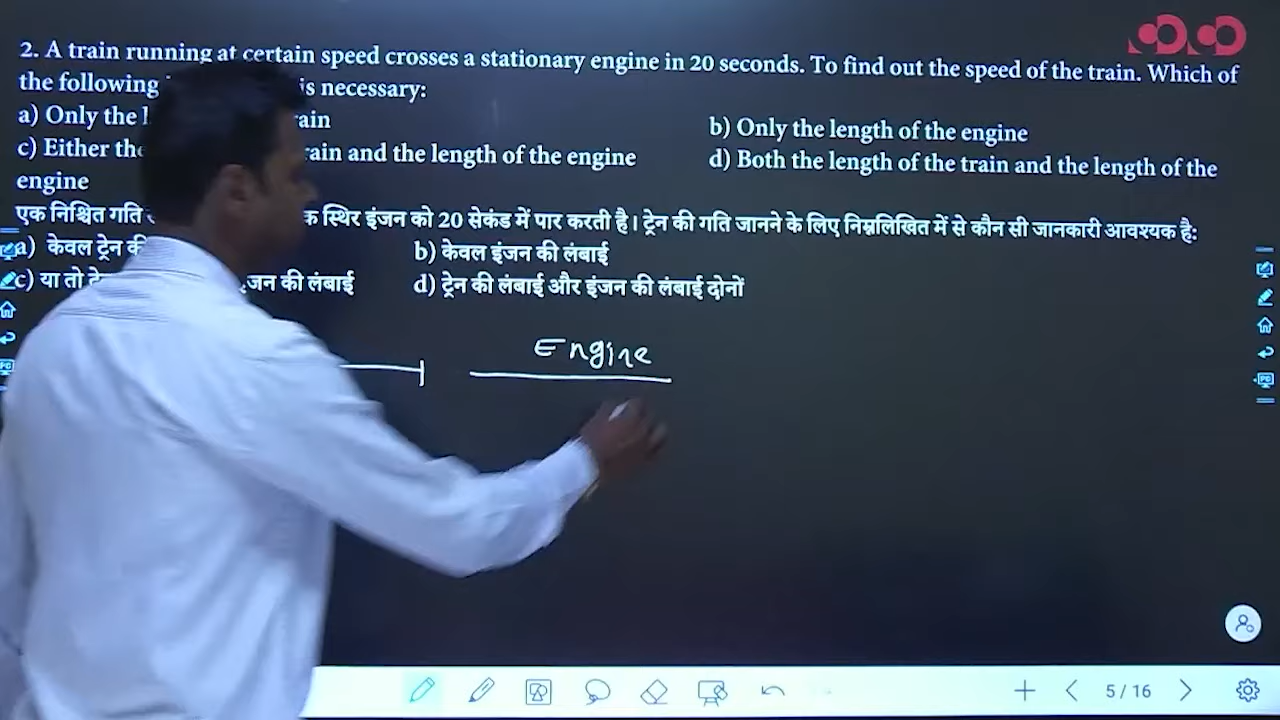 2. A train running at certain speed crosses a stationary engine in 20 seconds. To find out the speed of the train. Which of
the following is necessary:
a) Only the rain
b) Only the length of the engine
c) Either the rain and the length of the engine
d) Both the length of the train and the length of the
engine
एक निश्चित गति स्थिर इंजन को 20 सेकंड में पार करती है। ट्रेन की गति जानने के लिए निम्नलिखित में से कौन सी जानकारी आवश्यक है:
a) केवल ट्रेन की
b) केवल इंजन की लंबाई
c) या तो जन की लंबाई
d) ट्रेन की लंबाई और इंजन की लंबाई दोनों
Engine
5 / 16